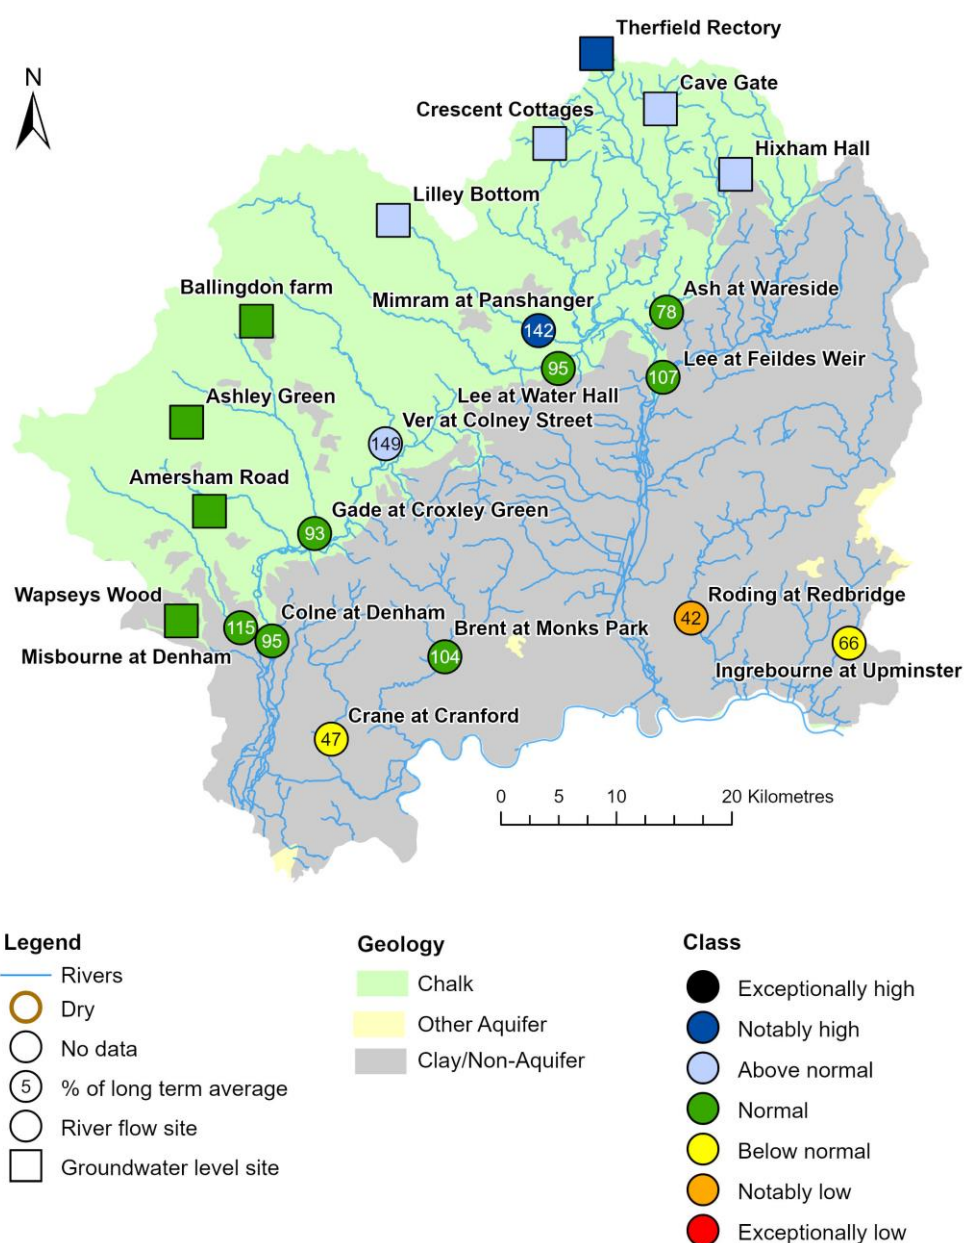 Therfield Rectory
N
Cave Gate
Crescent Cottages
Hixham Hall
Lilley Bottom
Ballingdon farm
Ash at Wareside
Mimram at Panshanger
78
142
Lee at Feildes Weir
95
107
Ashley Green
Lee at Water Hall
Ver at Colney Street
149
Amersham Road
Gade at Croxley Green
93
Wapseys Wood
Roding at Redbridge
Colne at Denham
42
115
Brent at Monks Park
95
66
Misbourne at Denham
104
Ingrebourne at Upminster
Crane at Cranford
47
0 5 10 20 Kilometres
Legend
Rivers
Dry
No data
5 % of long term average
River flow site
Groundwater level site
Geology
Chalk
Other Aquifer
Clay/Non-Aquifer
Class
Exceptionally high
Notably high
Above normal
Normal
Below normal
Notably low
Exceptionally low